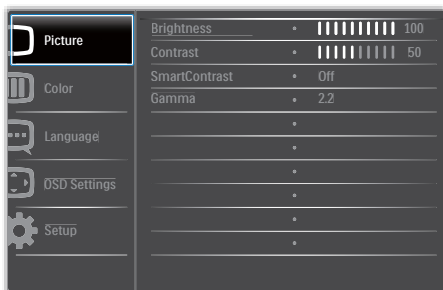 Picture
Color
Language
OSD Settings
Setup
Brightness • 100
Contrast • 50
SmartContrast • Off
Gamma • 2.2